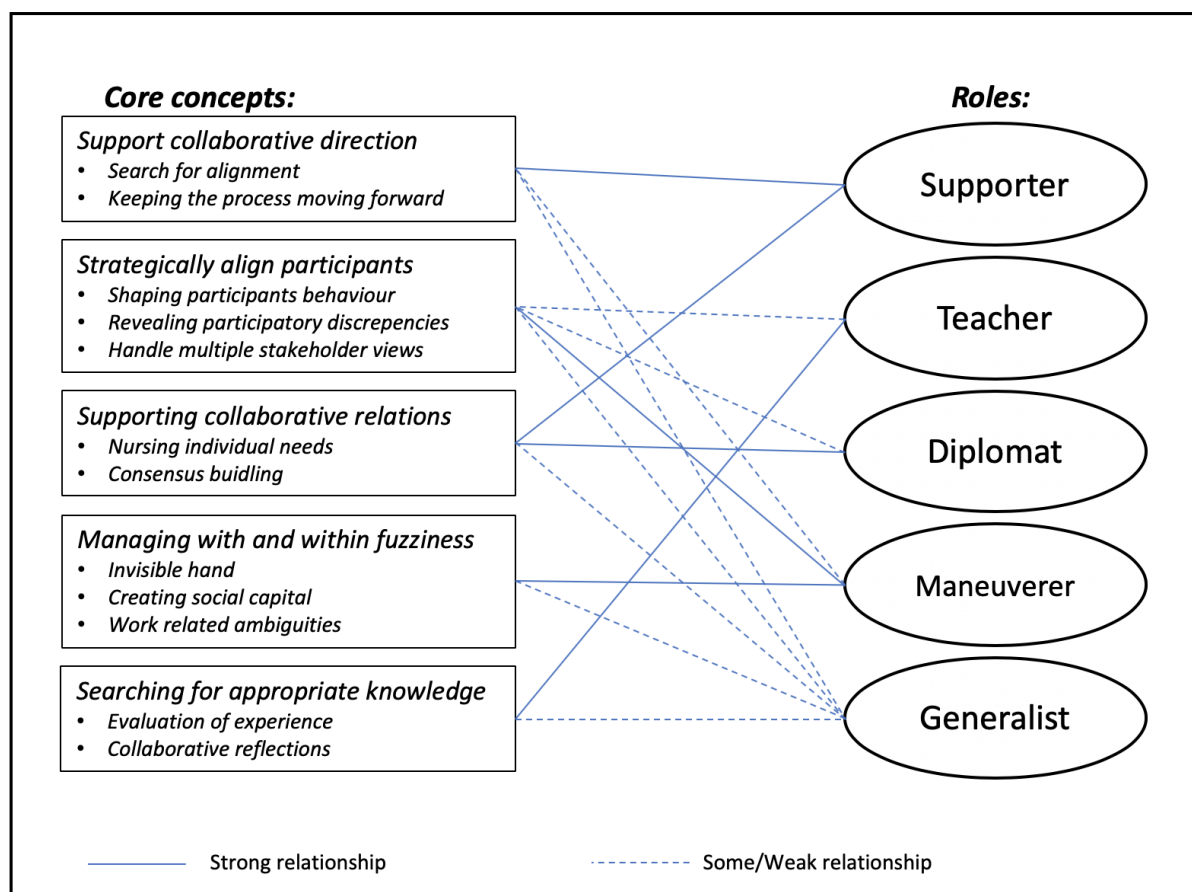 Core concepts:
Support collaborative direction
• Search for alignment
• Keeping the process moving forward
Strategically align participants
• Shaping participants behaviour
• Revealing participatory discrepencies
• Handle multiple stakeholder views
Supporting collaborative relations
• Nursing individual needs
• Consensus buidling
Managing with and within fuzziness
• Invisible hand
• Creating social capital
• Work related ambiguities
Searching for appropriate knowledge
• Evaluation of experience
• Collaborative reflections
Roles:
Supporter
Teacher
Diplomat
Maneuverer
Generalist
Strong relationship
Some/Weak relationship